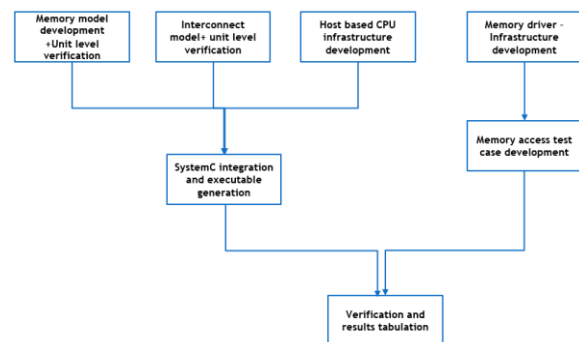 Memory model
development
+Unit level
verification
Interconnect
model+ unit level
verification
Host based CPU
infrastructure
development
Memory driver –
Infrastructure
development
SystemC integration
and executable
generation
Memory access test
case development
Verification and
results tabulation